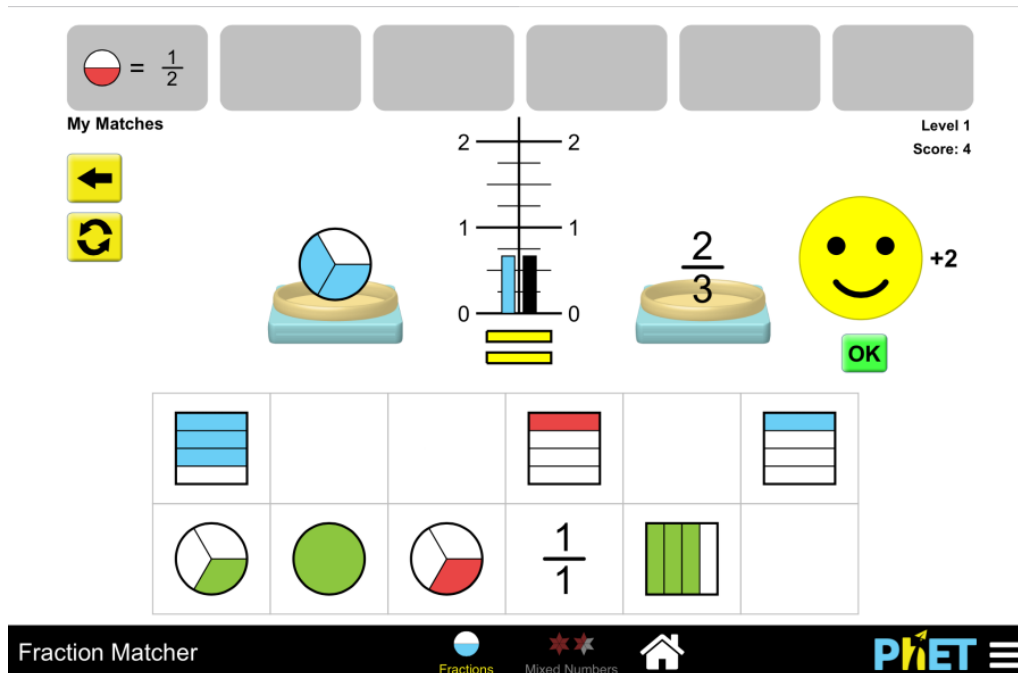 = 1/2
My Matches
Level 1
Score: 4
2 2
1 1
0 0
2/3
+2
OK
1/1
Fraction Matcher
Fractions
Mixed Numbers
PhET